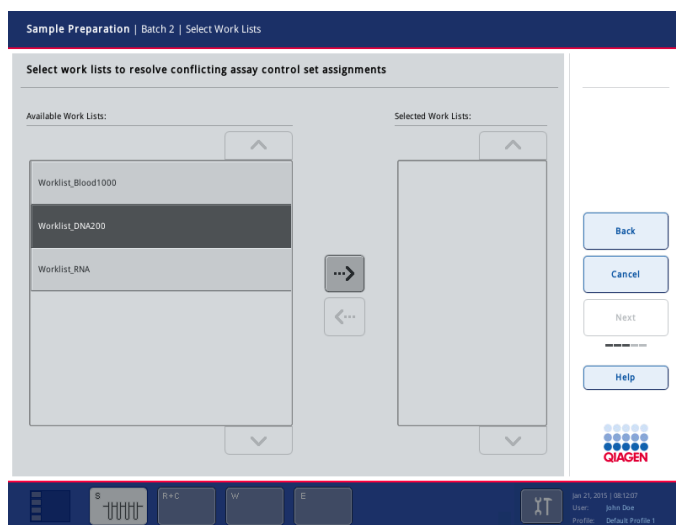 Sample Preparation | Batch 2 | Select Work Lists
Select work lists to resolve conflicting assay control set assignments
Available Work Lists:
Selected Work Lists:
Worklist_Blood1000
Worklist_DNA200
Worklist_RNA
Back
Cancel
Next
Help
QIAGEN
S
R+C
W
E
Jan 21, 2015 | 08:12:07
User: John Doe
Profile: Default Profile 1